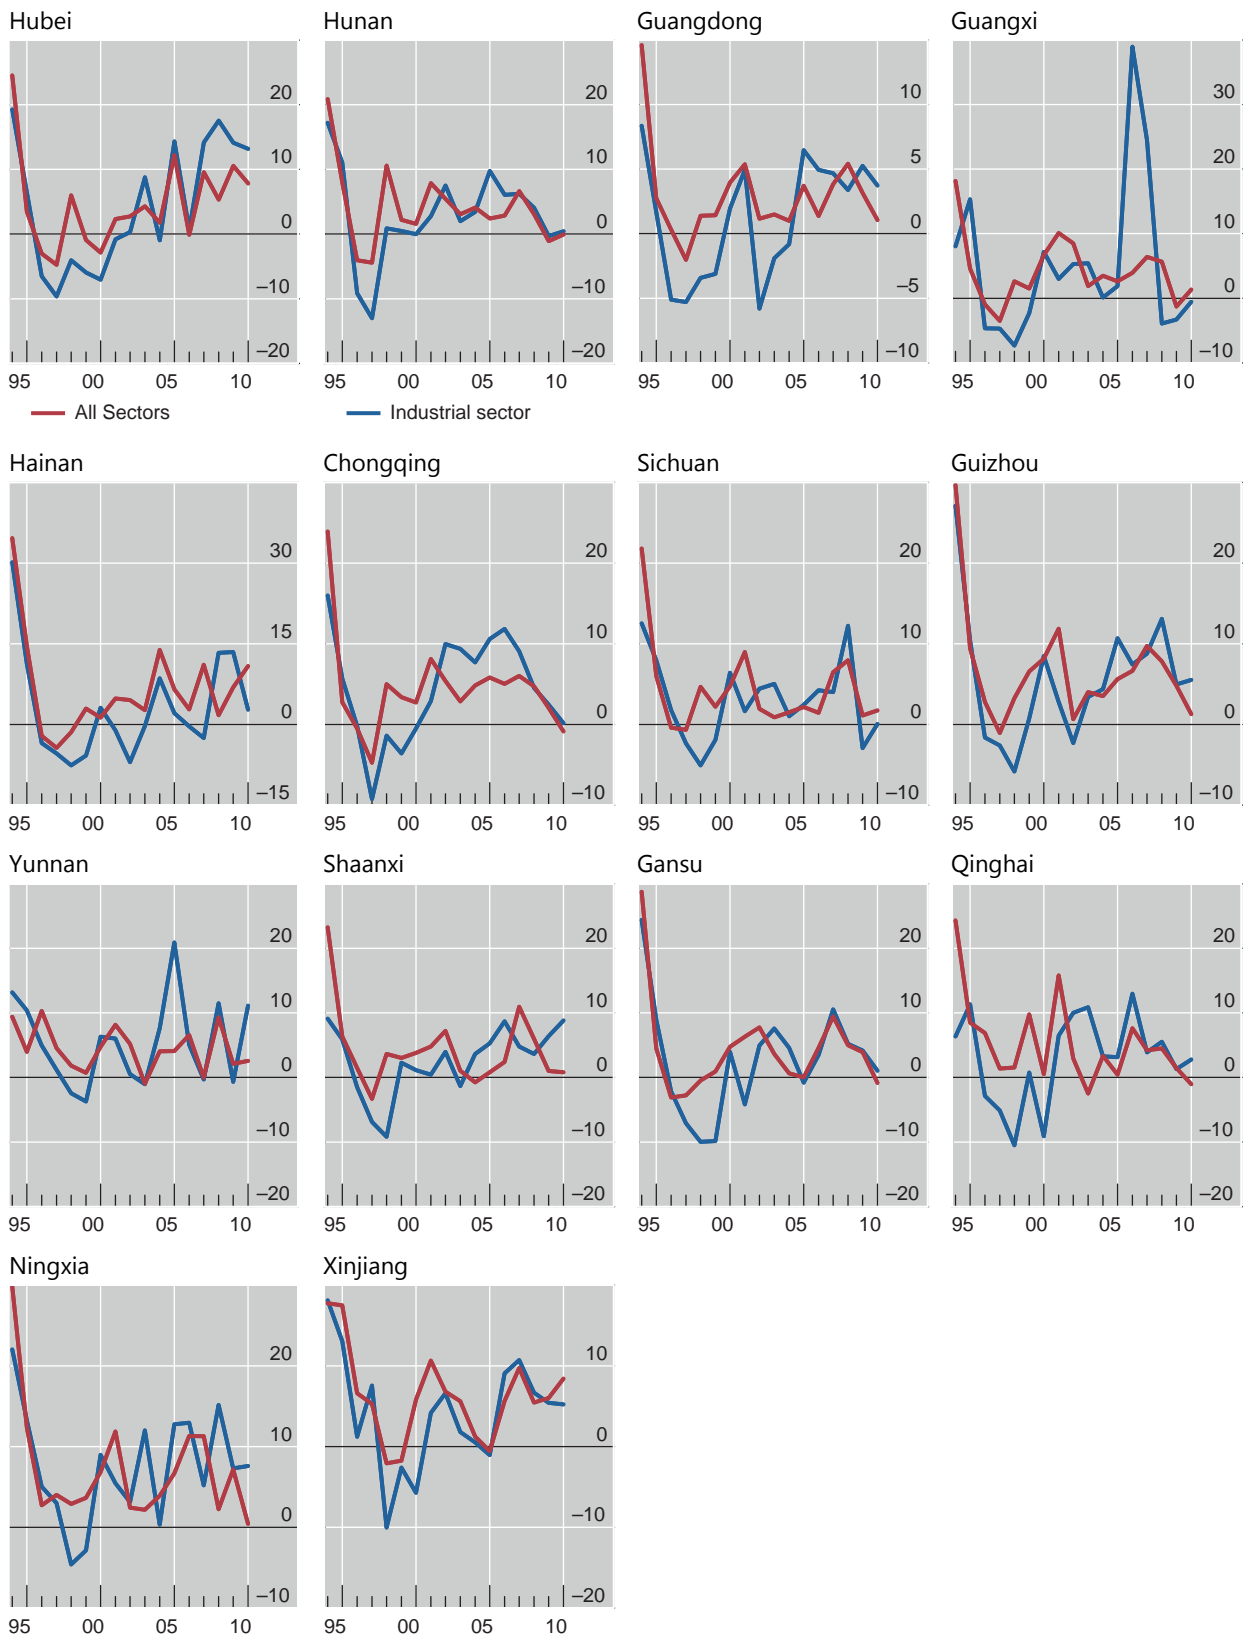 Hubei Hunan Guangdong Guangxi
20 20 10 30
10 10 5 20
0 0 0 10
–10 –10 –5 0
–20 –20 –10 –10
95 00 05 10 95 00 05 10 95 00 05 10 95 00 05 10
All Sectors Industrial sector
Hainan Chongqing Sichuan Guizhou
30 20 20 20
15 10 10 10
0 0 0 0
–15 –10 –10 –10
95 00 05 10 95 00 05 10 95 00 05 10 95 00 05 10
Yunnan Shaanxi Gansu Qinghai
20 20 20 20
10 10 10 10
0 0 0 0
–10 –10 –10 –10
–20 –20 –20 –20
95 00 05 10 95 00 05 10 95 00 05 10 95 00 05 10
Ningxia Xinjiang
20 10
10 0
0 –10
–10 –20
95 00 05 10 95 00 05 10